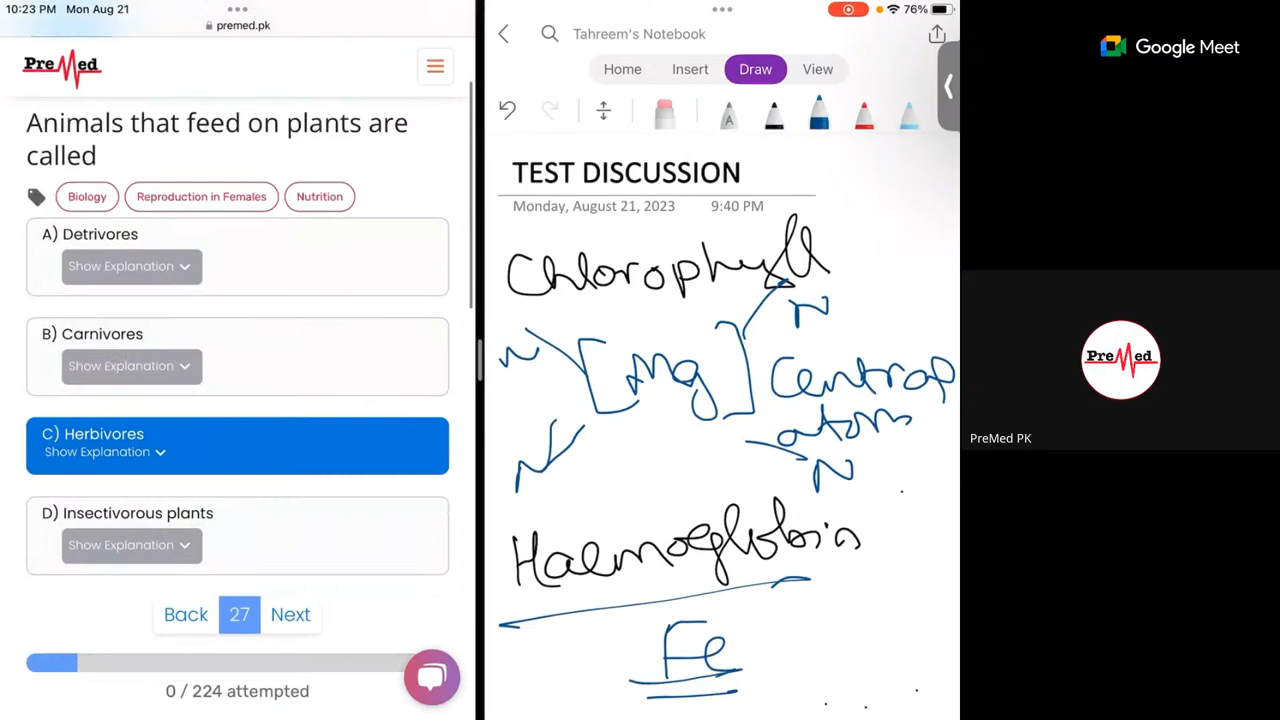 10:23 PM Mon Aug 21
premed.pk
PreMed
Animals that feed on plants are
called
Biology
Reproduction in Females
Nutrition
A) Detrivores
Show Explanation
B) Carnivores
Show Explanation
C) Herbivores
Show Explanation
D) Insectivorous plants
Show Explanation
Back 27 Next
0 / 224 attempted
76%
Tahreem's Notebook
Home Insert Draw View
A
TEST DISCUSSION
Monday, August 21, 2023 9:40 PM
Chlorophyll
N
N [Mg] Central
atom
N N
Haemoglobin
Fe
Google Meet
PreMed
PreMed PK